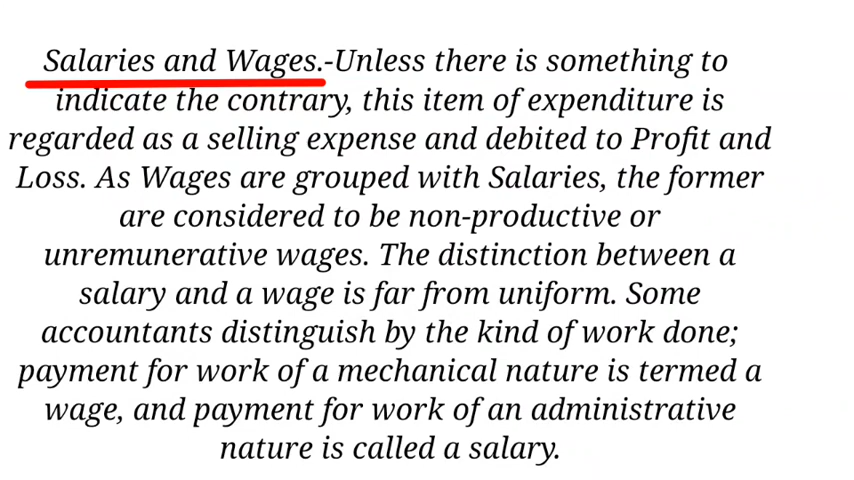 Salaries and Wages.-Unless there is something to
indicate the contrary, this item of expenditure is
regarded as a selling expense and debited to Profit and
Loss. As Wages are grouped with Salaries, the former
are considered to be non-productive or
unremunerative wages. The distinction between a
salary and a wage is far from uniform. Some
accountants distinguish by the kind of work done;
payment for work of a mechanical nature is termed a
wage, and payment for work of an administrative
nature is called a salary.